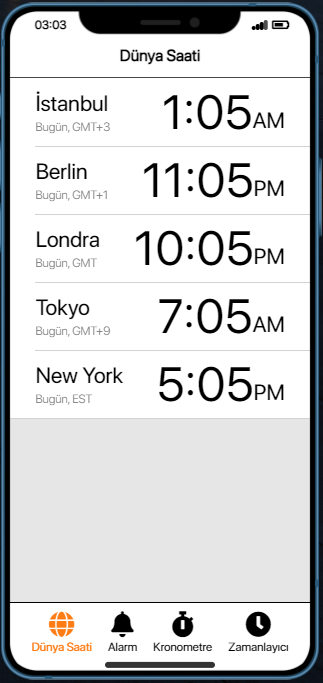 03:03
Dünya Saati
İstanbul
1:05AM
Bugün, GMT+3
Berlin
11:05PM
Bugün, GMT+1
Londra
10:05PM
Bugün, GMT
Tokyo
7:05AM
Bugün, GMT+9
New York
5:05PM
Bugün, EST
Dünya Saati Alarm Kronometre Zamanlayıcı